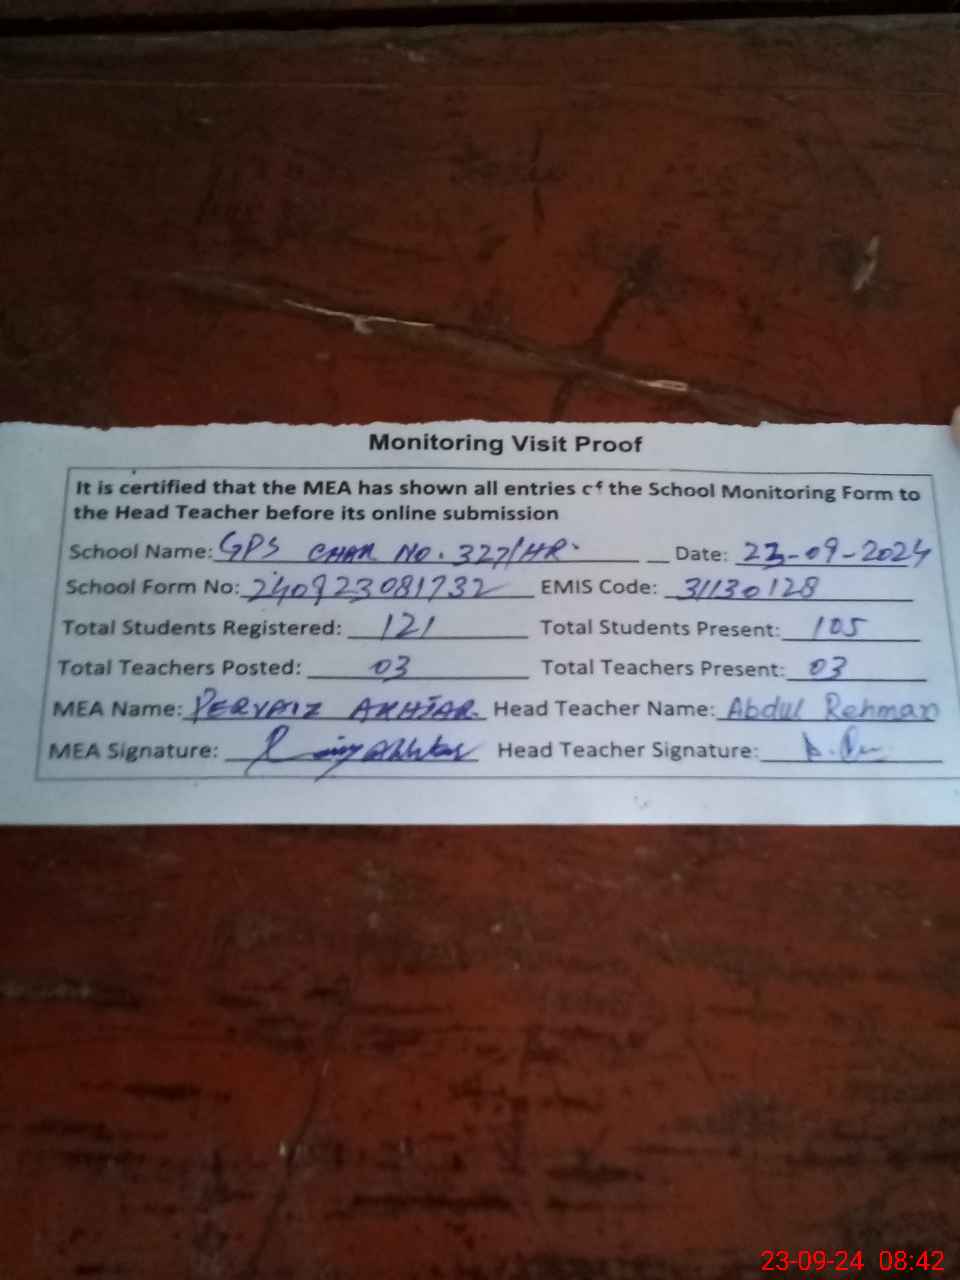 Monitoring Visit Proof
It is certified that the MEA has shown all entries of the School Monitoring Form to
the Head Teacher before its online submission
School Name: GPS CHAK NO. 327/HR. Date: 23-09-2024
School Form No: 240923081732 EMIS Code: 31130128
Total Students Registered: 121 Total Students Present: 105
Total Teachers Posted: 03 Total Teachers Present: 03
MEA Name: PERVAIZ AKHTAR. Head Teacher Name: Abdul Rehman
MEA Signature: Akhtar Head Teacher Signature:
23-09-24 08:42